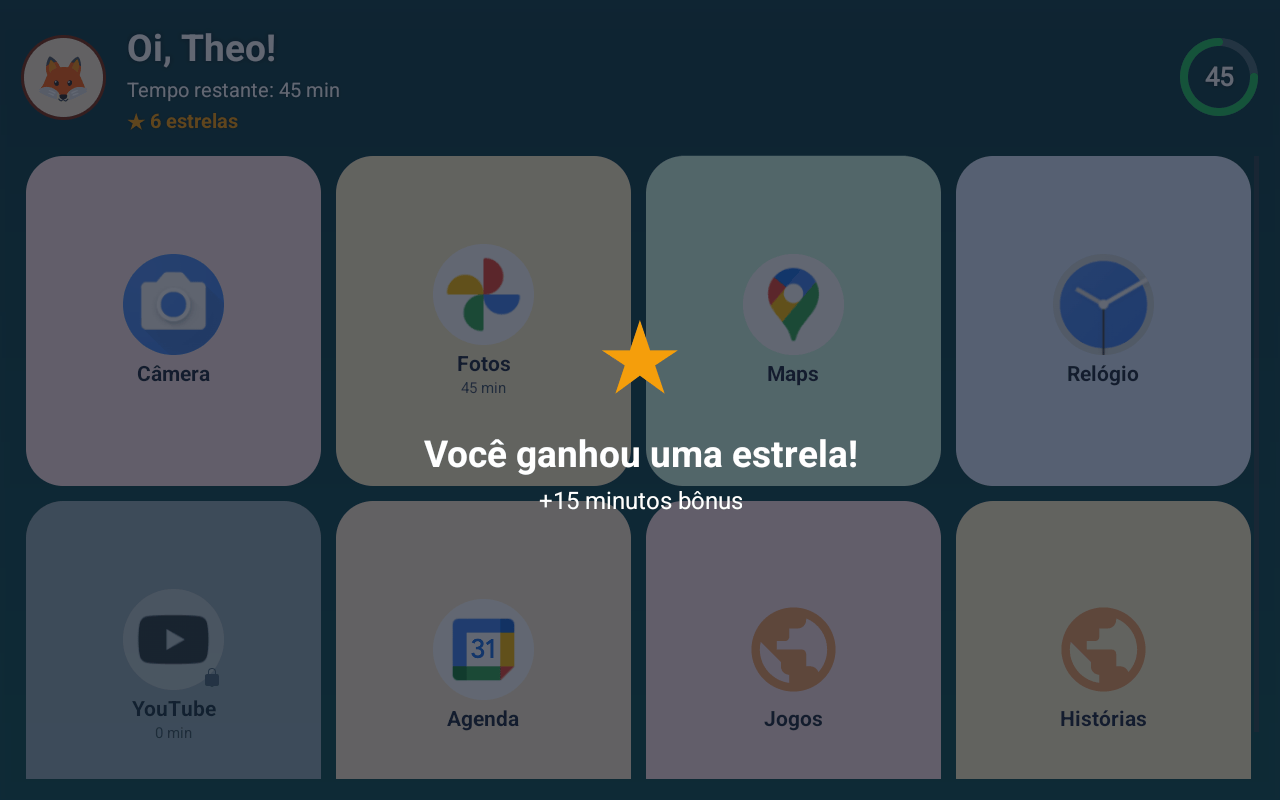 Oi, Theo!
Tempo restante: 45 min
★ 6 estrelas
45
Câmera
Fotos
45 min
Maps
Relógio
Você ganhou uma estrela!
+15 minutos bônus
YouTube
0 min
31
Agenda
Jogos
Histórias